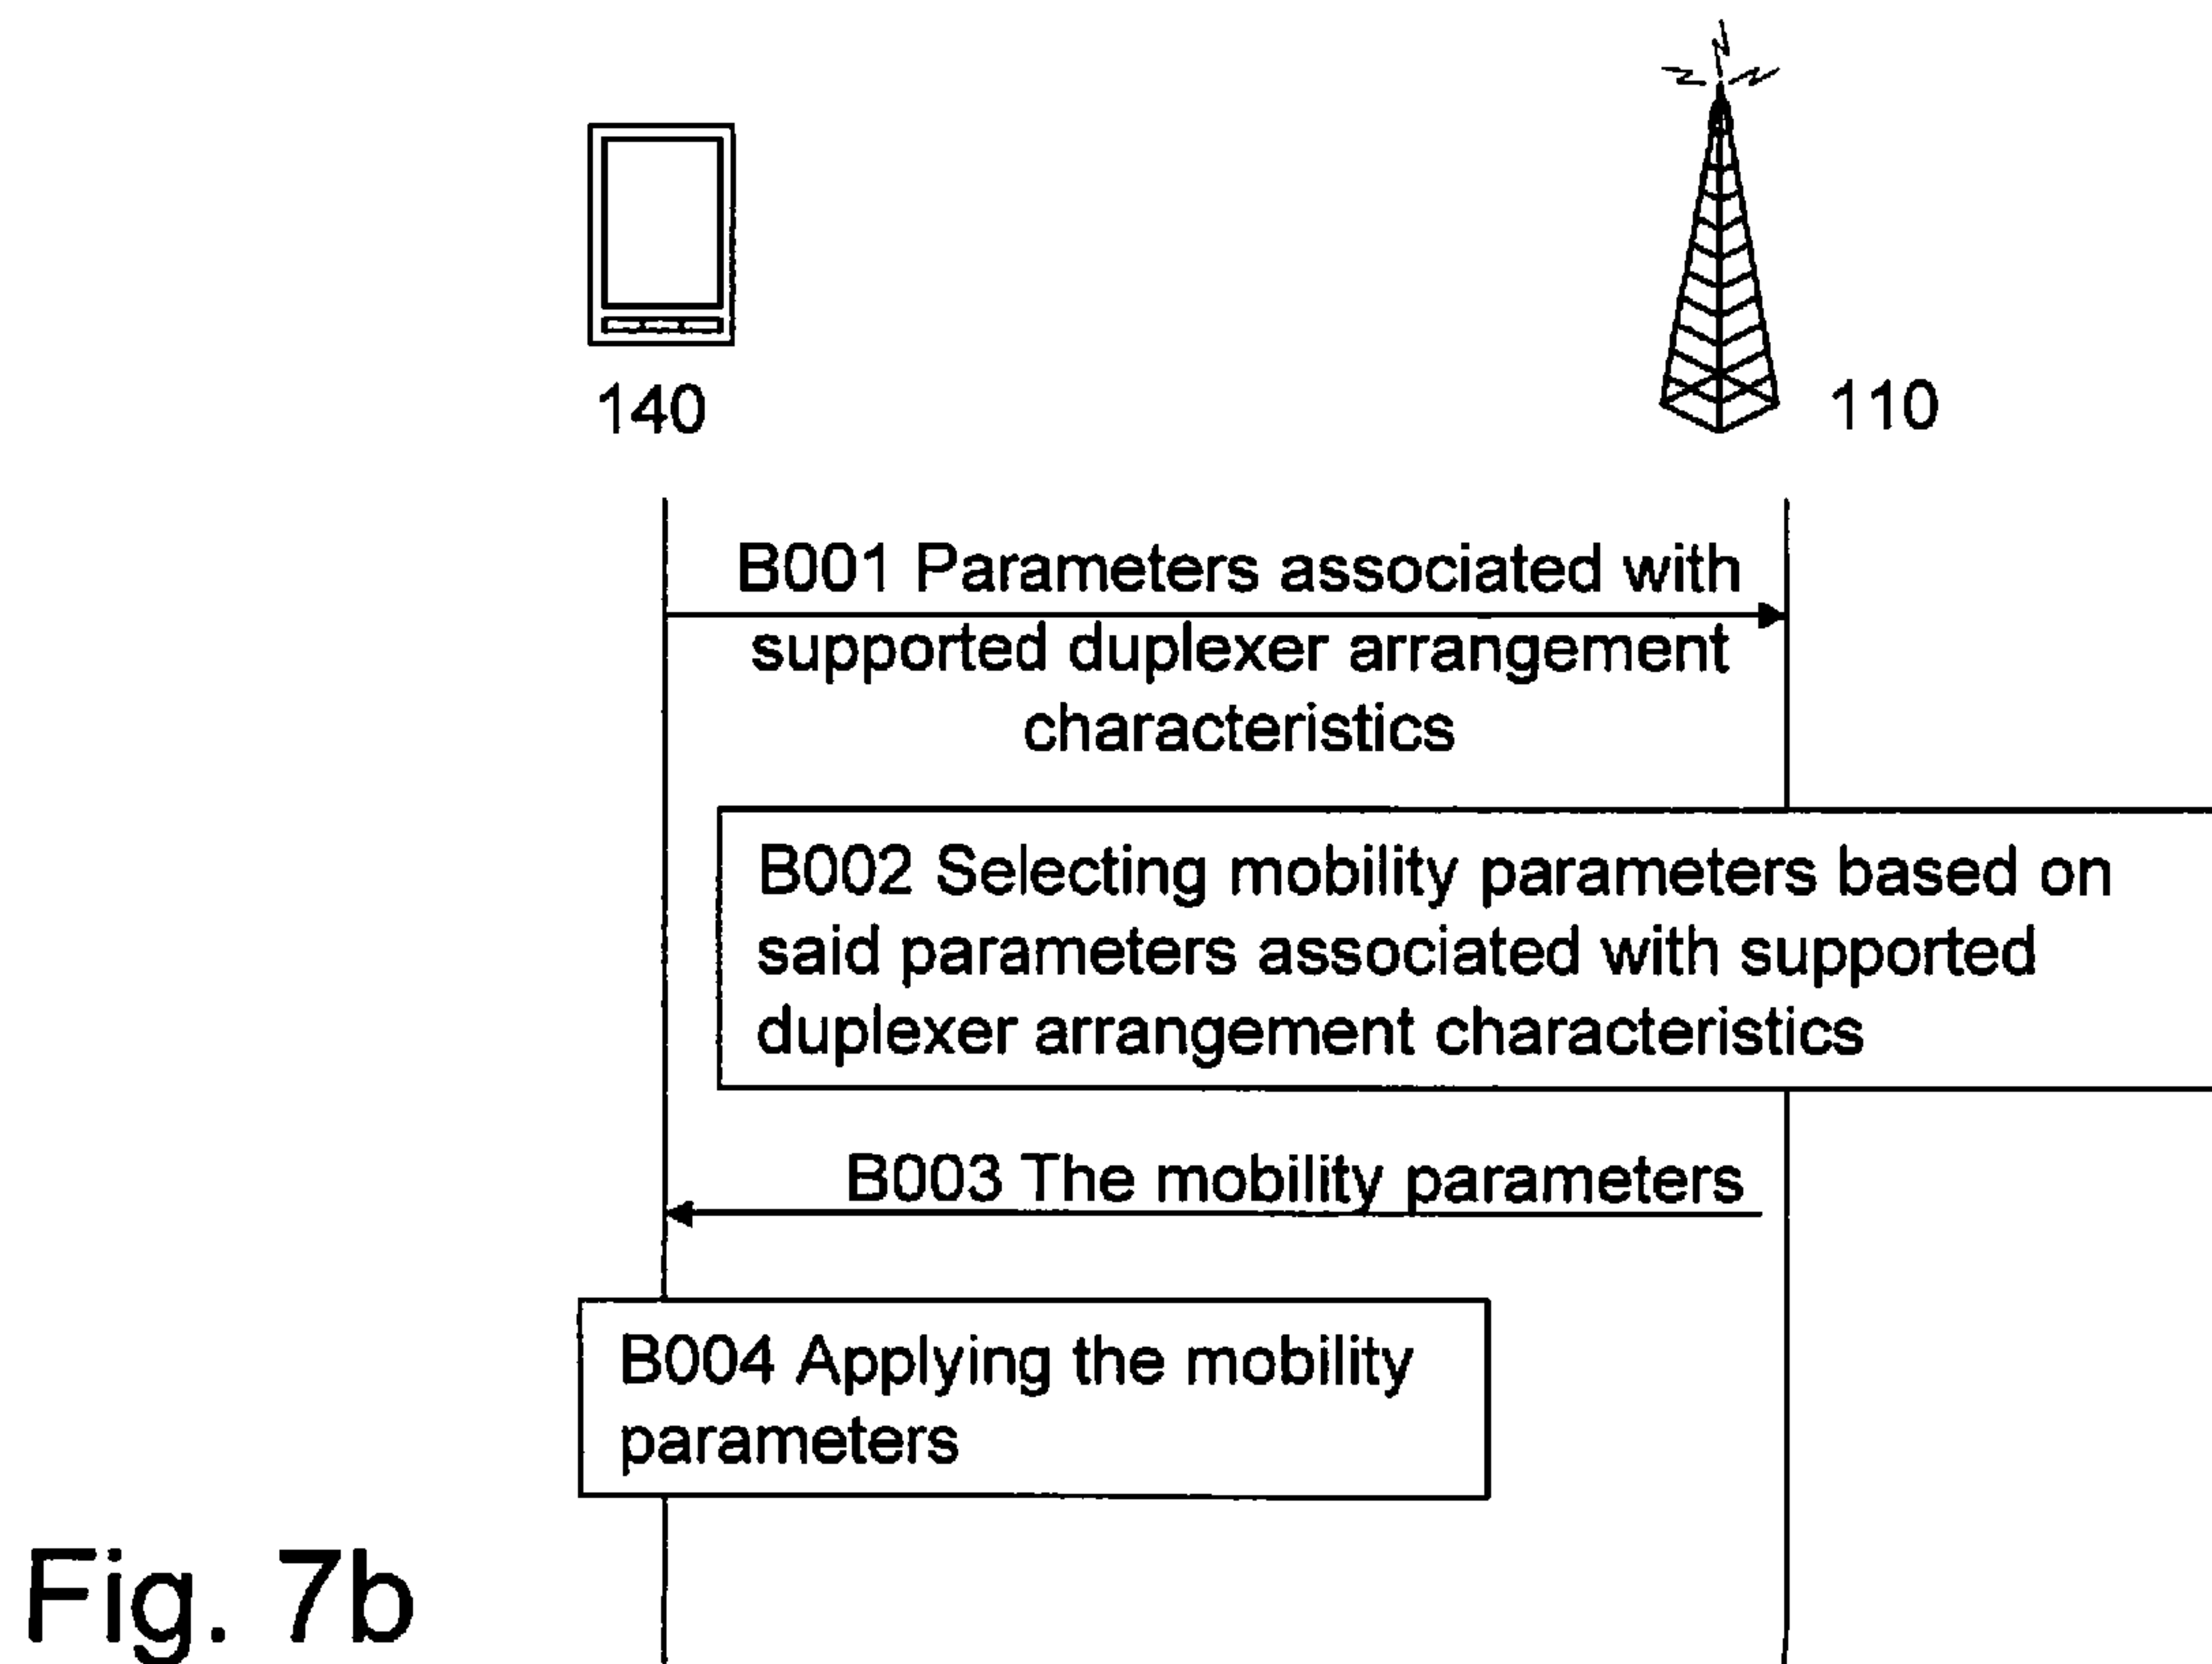 140
110
B001 Parameters associated with
supported duplexer arrangement
characteristics
B002 Selecting mobility parameters based on
said parameters associated with supported
duplexer arrangement characteristics
B003 The mobility parameters
B004 Applying the mobility
parameters
Fig. 7b